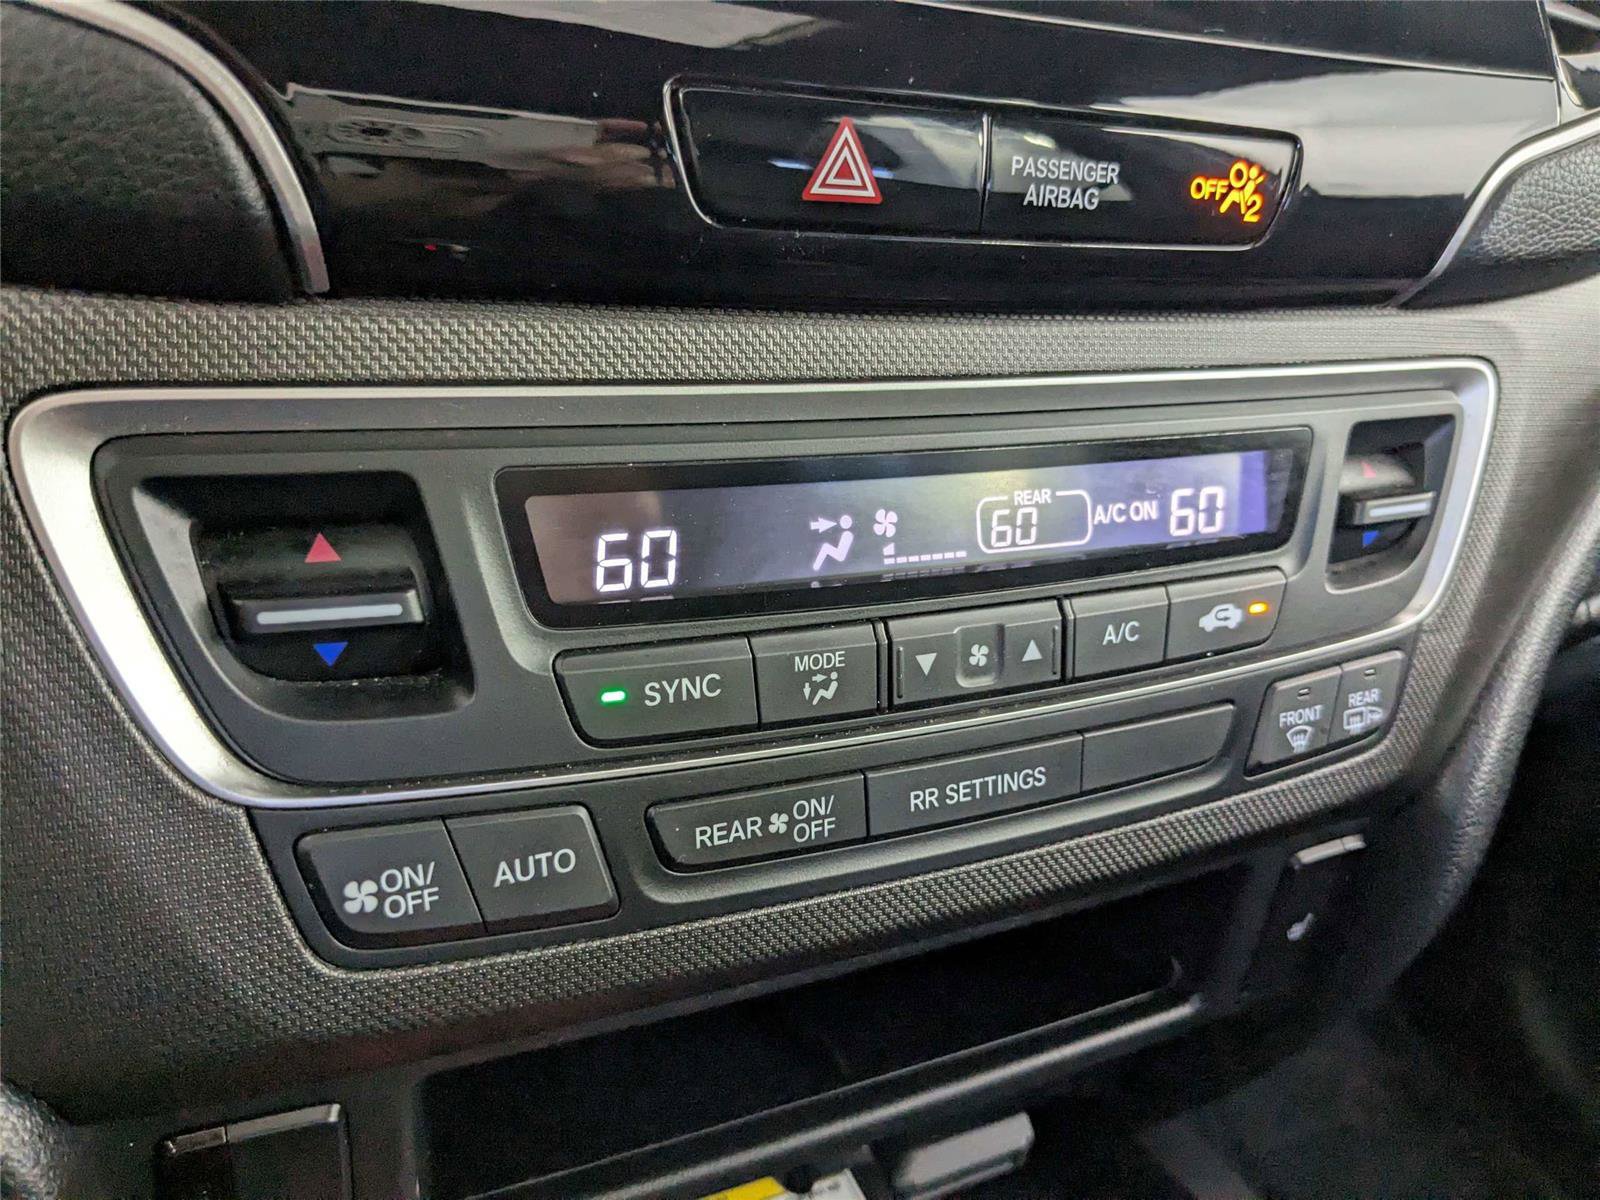 PASSENGER
AIRBAG
OFF
2
60
REAR
60
A/C ON
60
SYNC
MODE
A/C
FRONT
REAR
ON/
OFF
AUTO
REAR ON/
OFF
RR SETTINGS